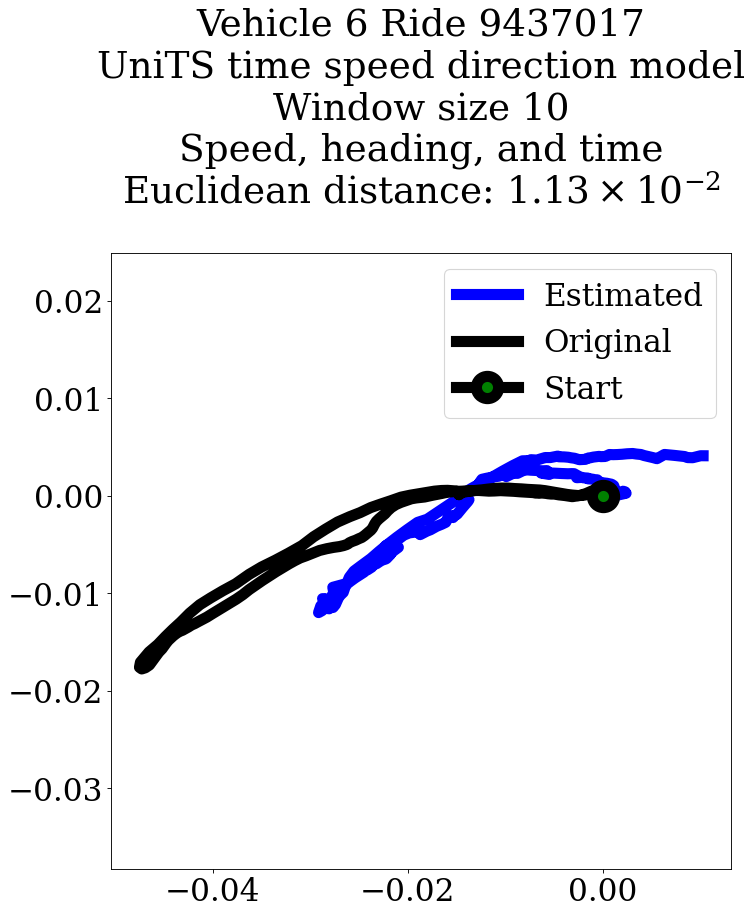 Vehicle 6 Ride 9437017
UniTS time speed direction model
Window size 10
Speed, heading, and time
Euclidean distance: 1.13 × 10⁻²
Estimated
Original
Start
0.02
0.01
0.00
−0.01
−0.02
−0.03
−0.04 −0.02 0.00